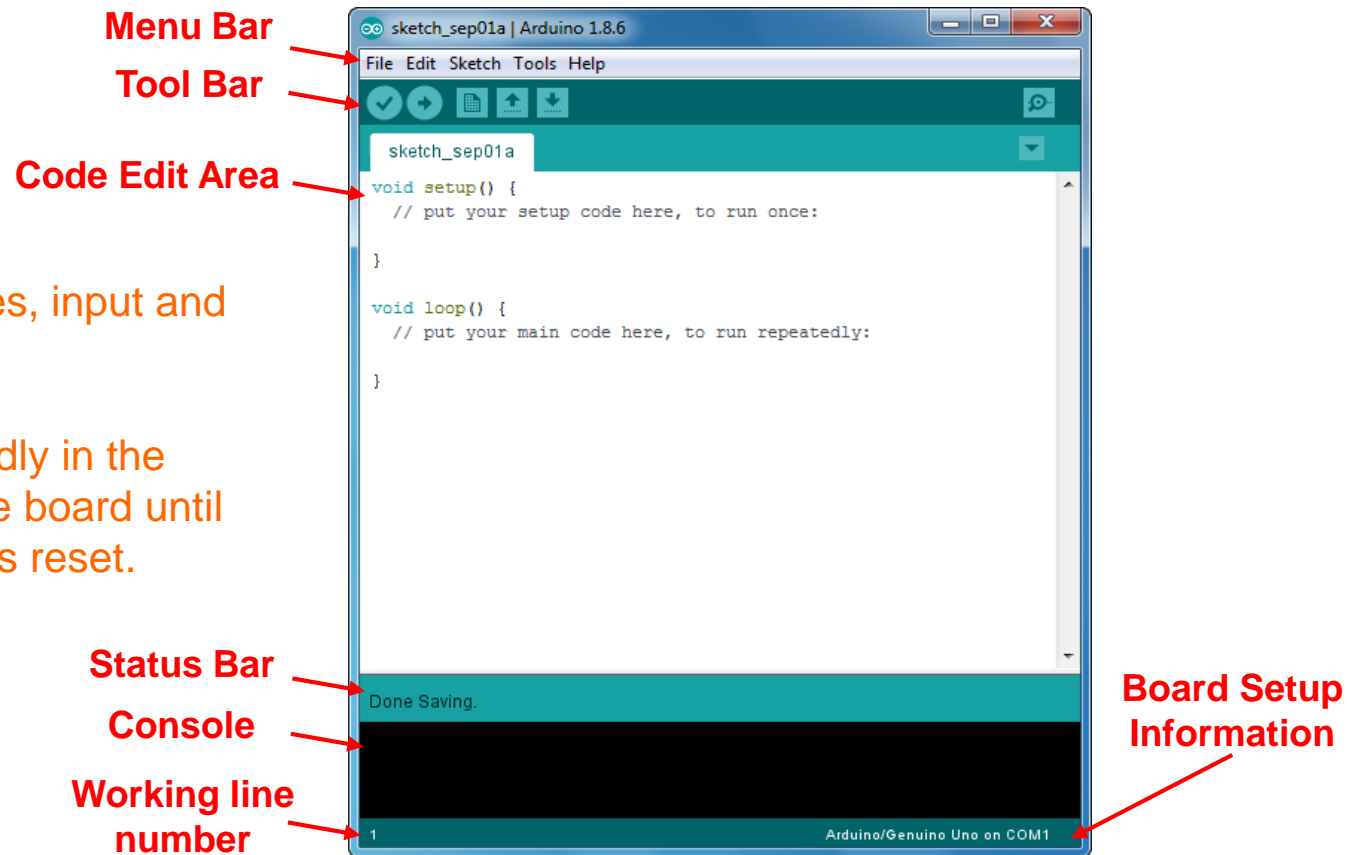 Menu Bar
Tool Bar
Code Edit Area
es, input and
dly in the
e board until
s reset.
Status Bar
Console
Working line
number
sketch_sep01a | Arduino 1.8.6
File Edit Sketch Tools Help
sketch_sep01a
void setup() {
// put your setup code here, to run once:
}
void loop() {
// put your main code here, to run repeatedly:
}
Done Saving.
1
Arduino/Genuino Uno on COM1
Board Setup
Information